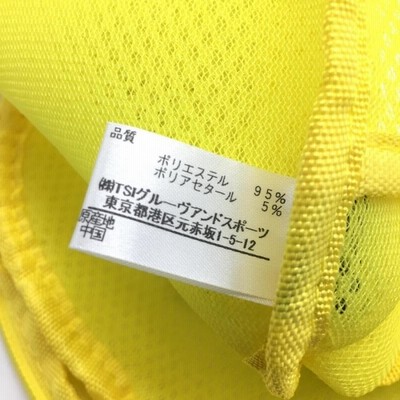 品質
ポリエステル 95%
ポリアセタール 5%
㈱TSIグルーヴアンドスポーツ
東京都港区元赤坂1-5-12
原産地
中国